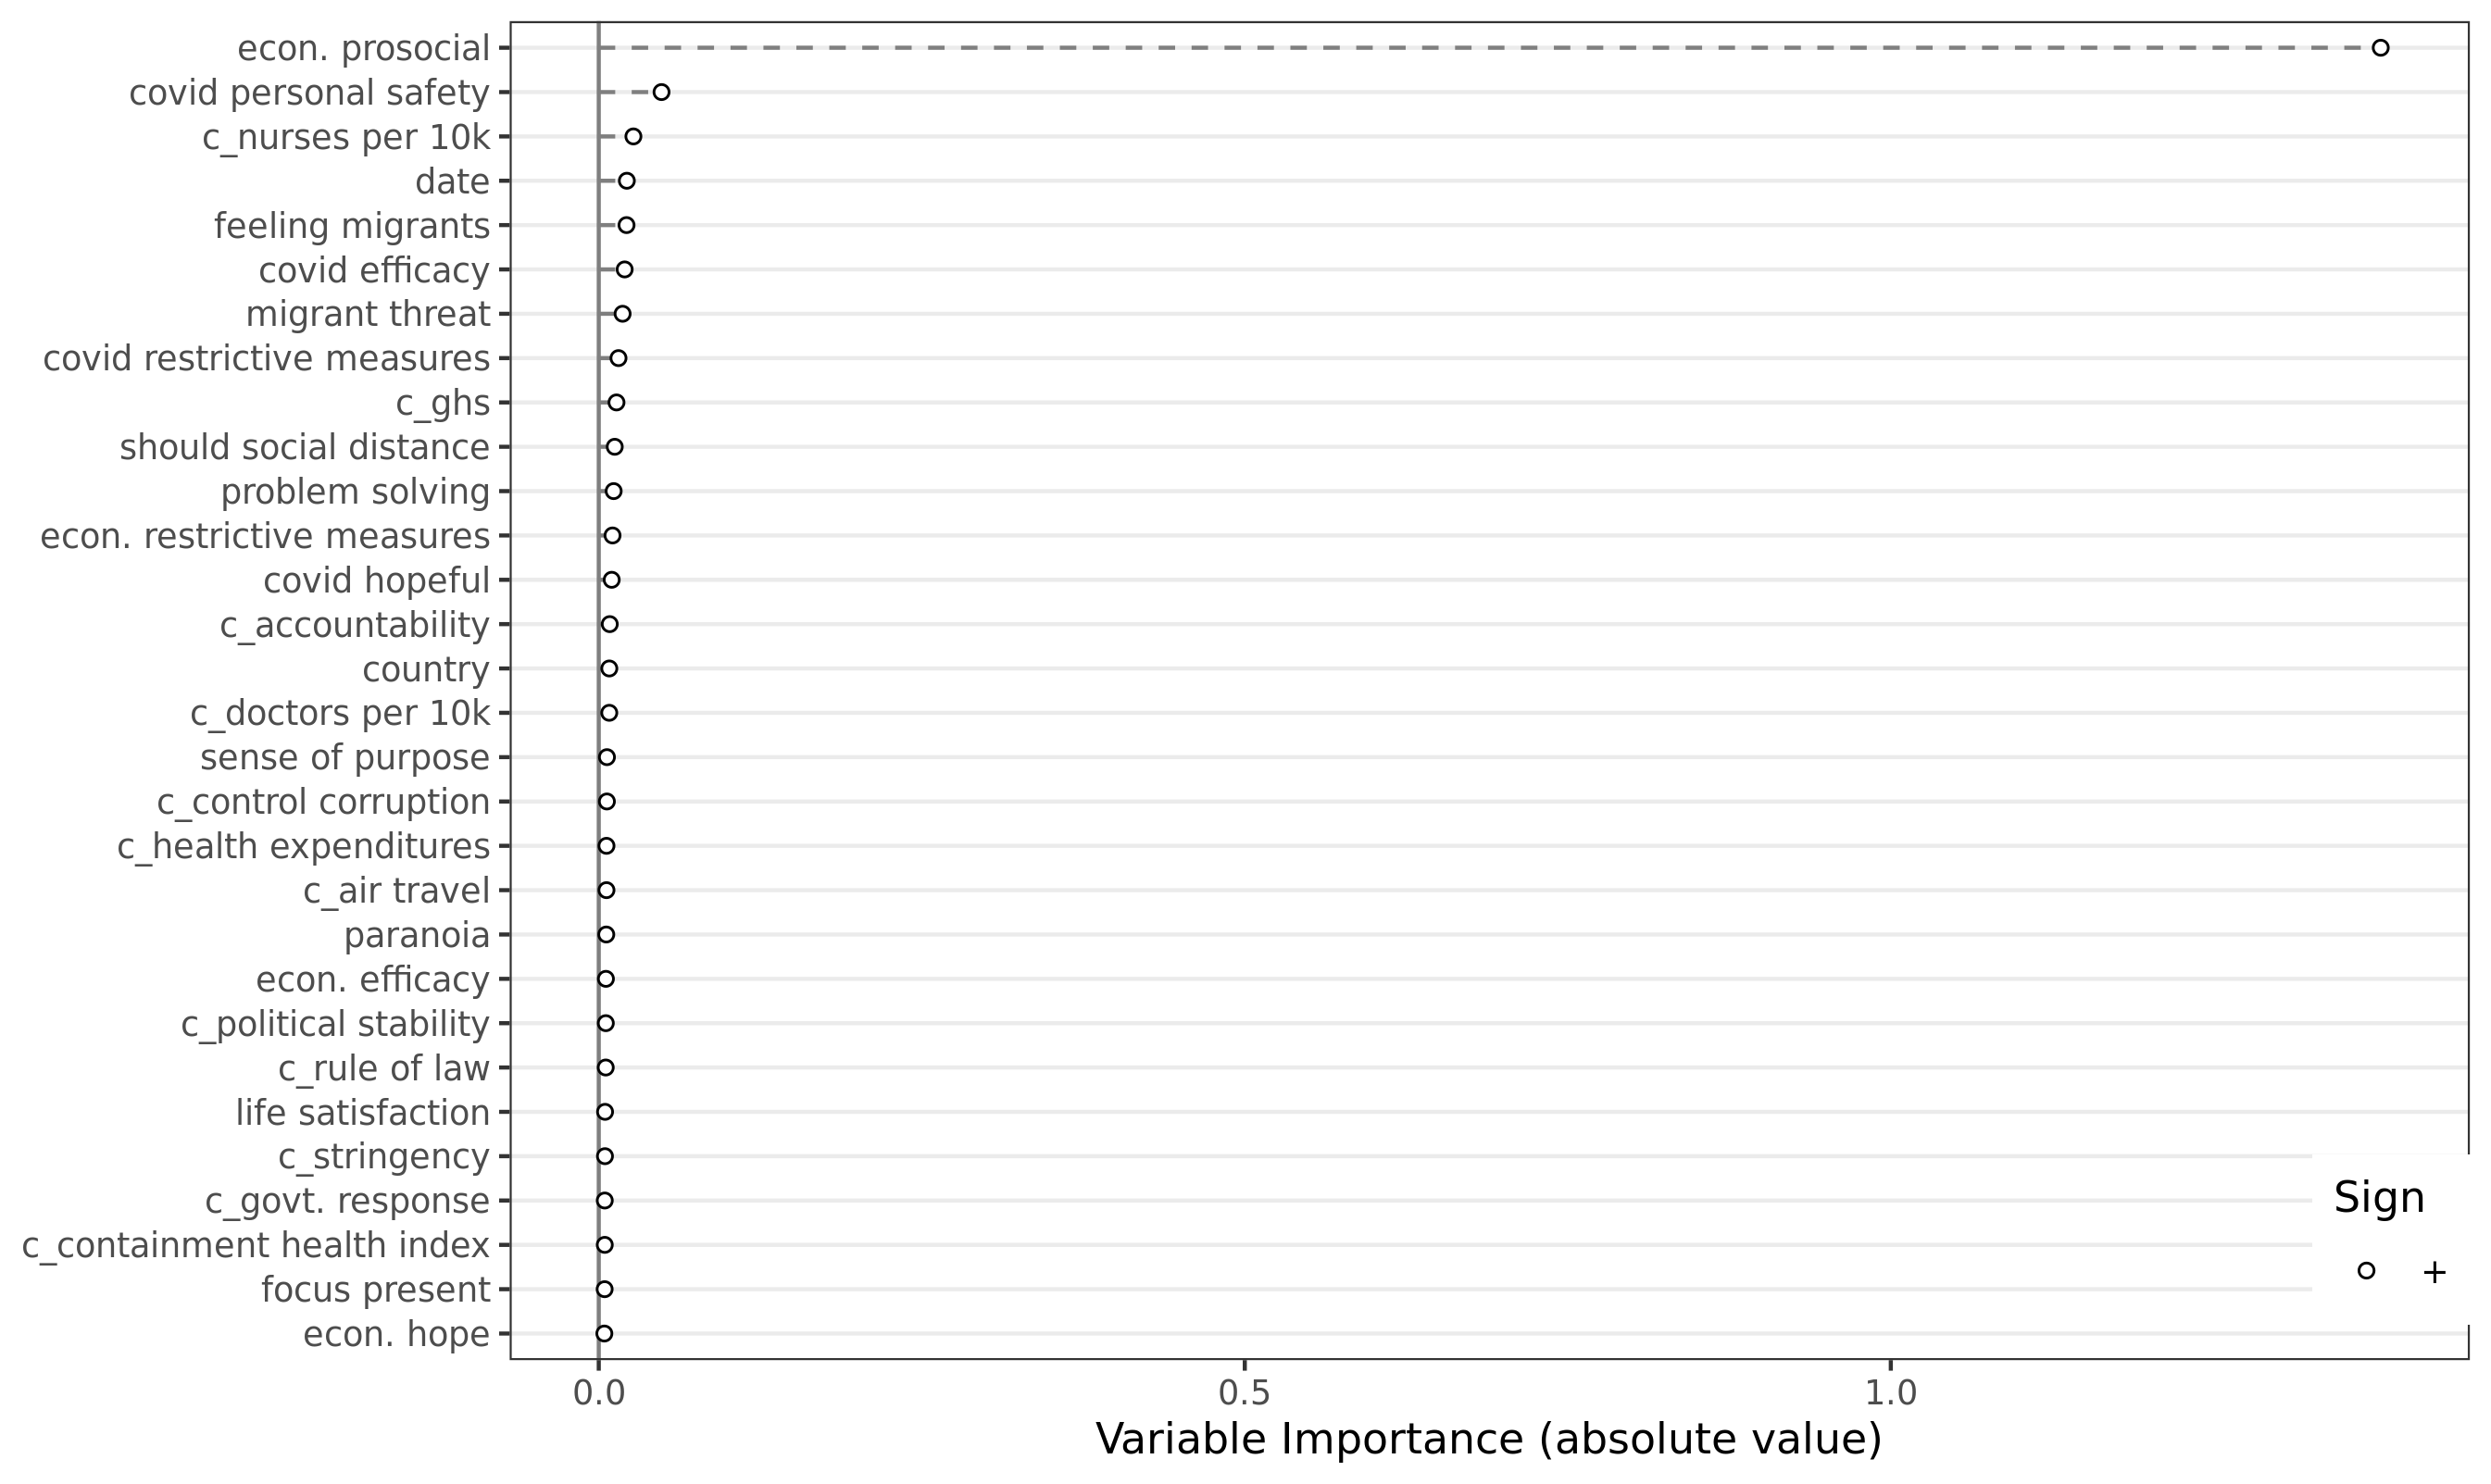 econ. prosocial
covid personal safety
c_nurses per 10k
date
feeling migrants
covid efficacy
migrant threat
covid restrictive measures
c_ghs
should social distance
problem solving
econ. restrictive measures
covid hopeful
c_accountability
country
c_doctors per 10k
sense of purpose
c_control corruption
c_health expenditures
c_air travel
paranoia
econ. efficacy
c_political stability
c_rule of law
life satisfaction
c_stringency
c_govt. response
c_containment health index
focus present
econ. hope
Sign
+
0.0 0.5 1.0
Variable Importance (absolute value)